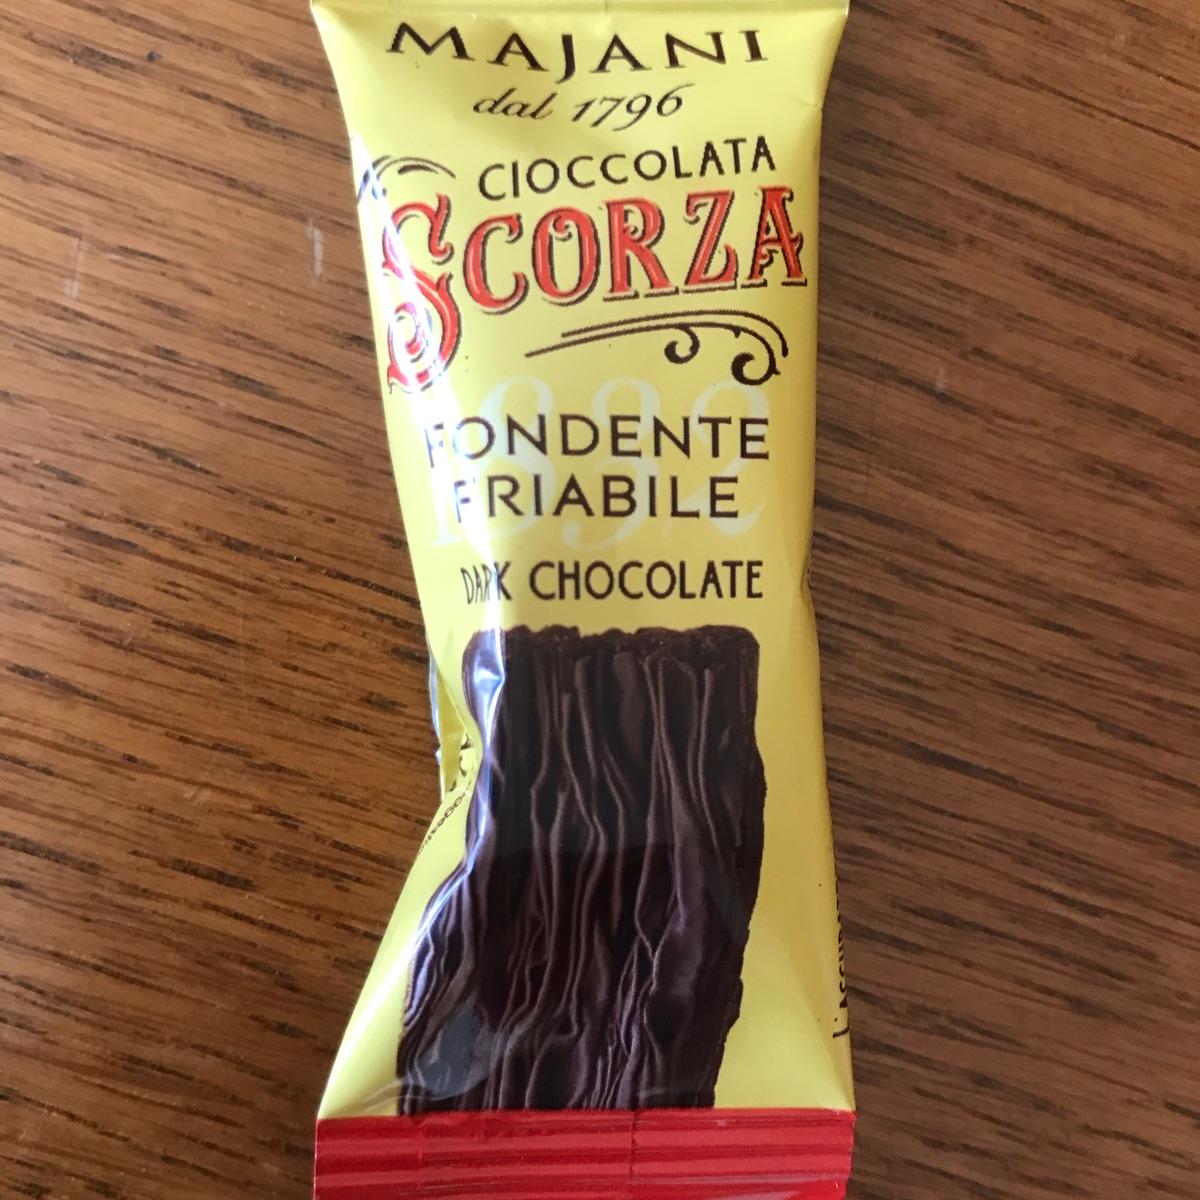 MAJANI
dal 1796
CIOCCOLATA
SCORZA
1832
FONDENTE
FRIABILE
DARK CHOCOLATE